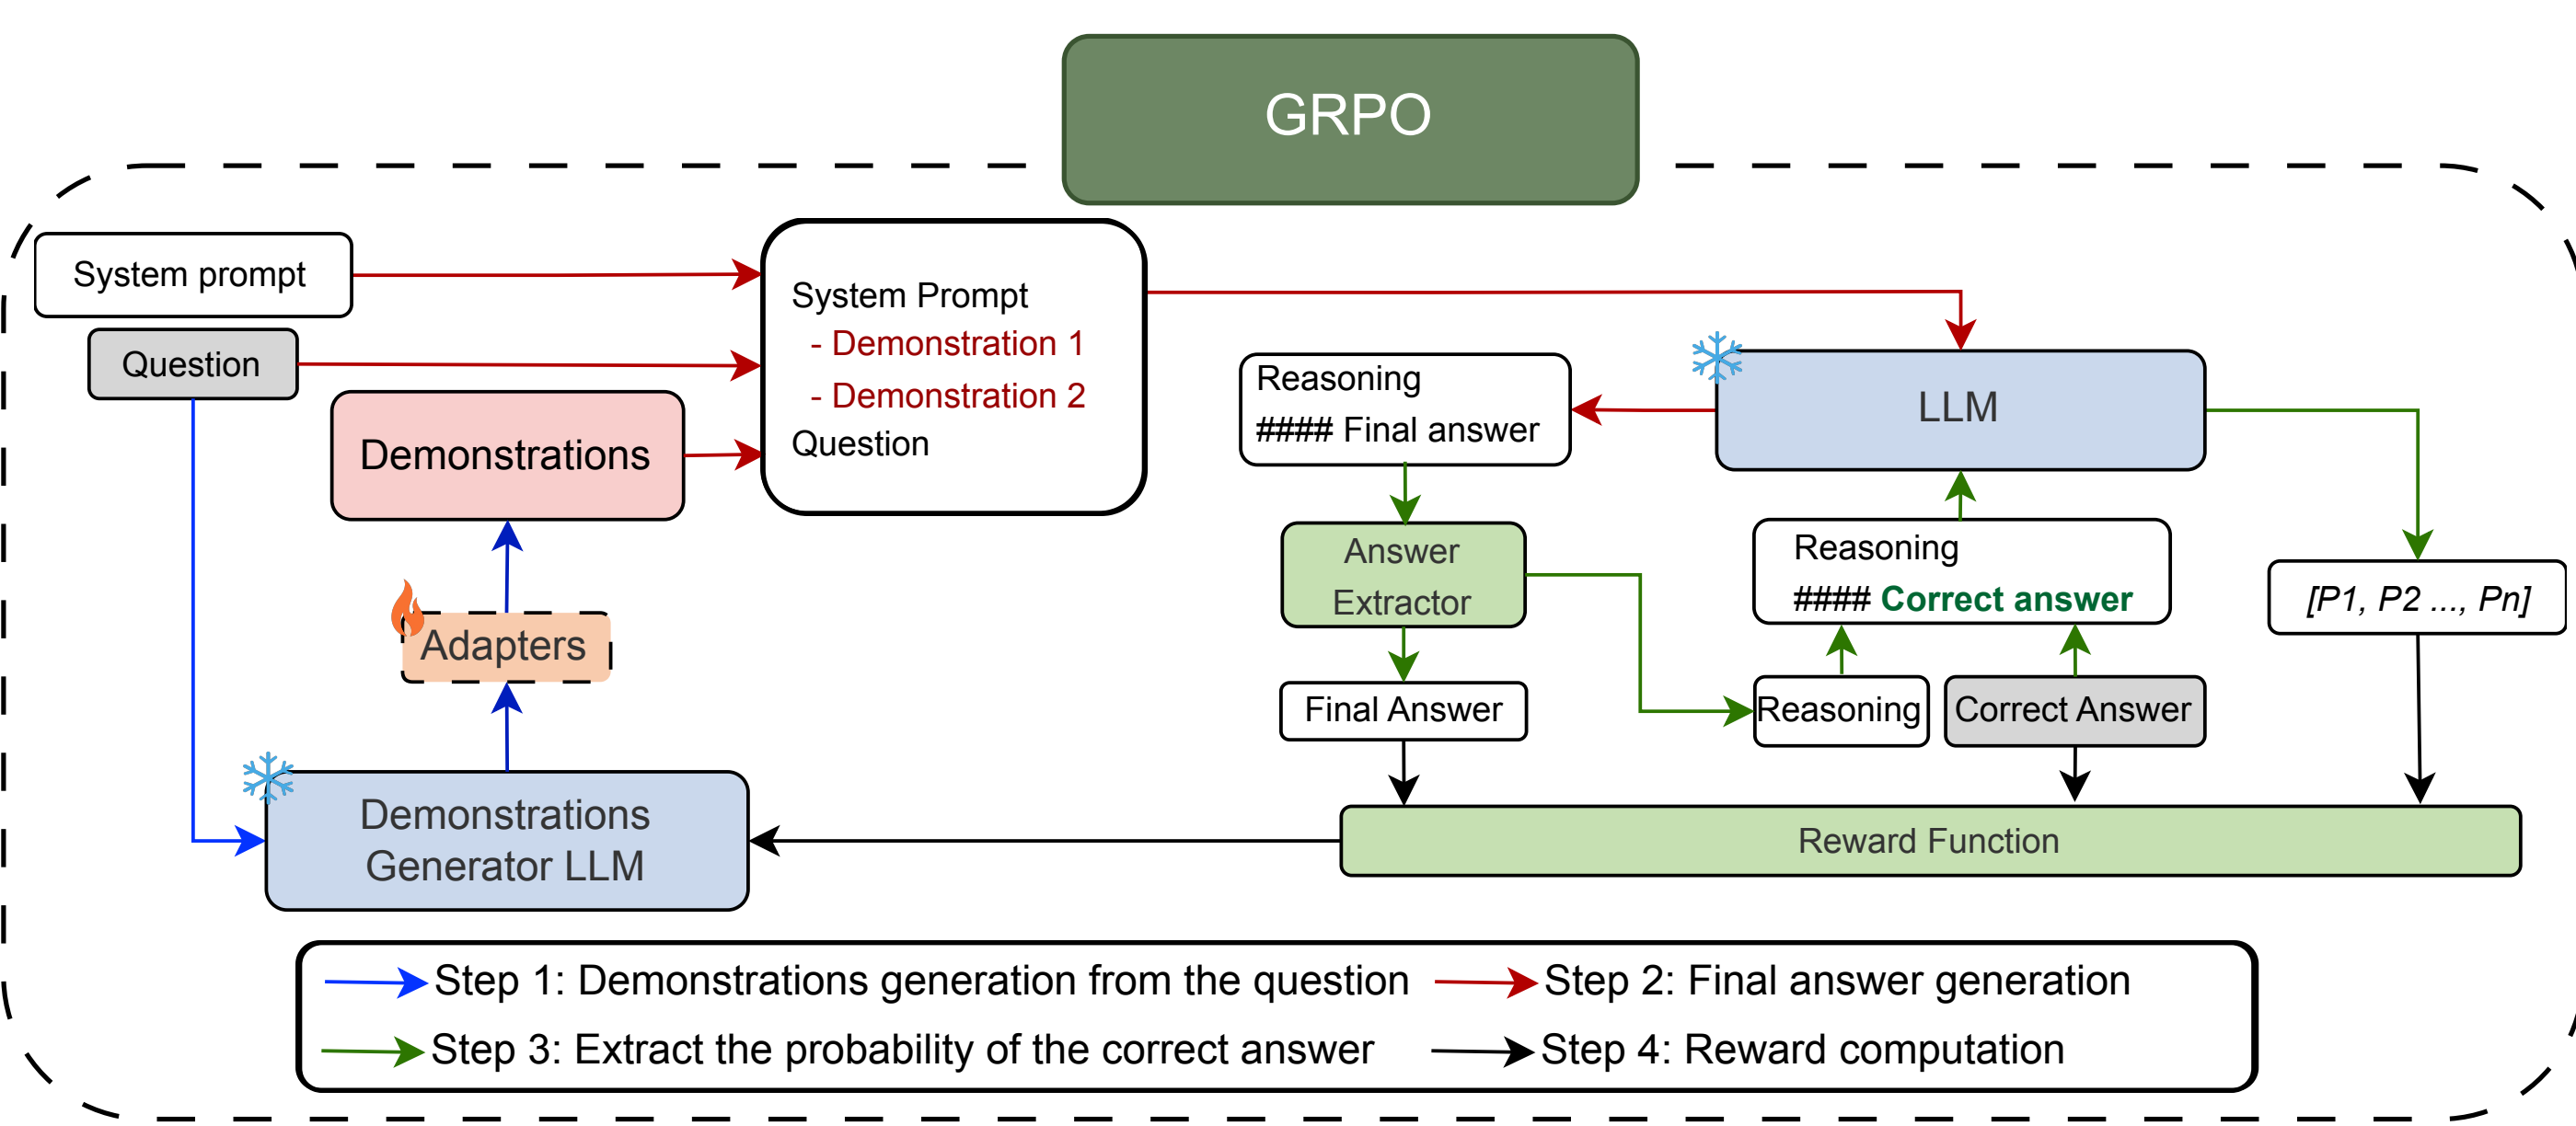 GRPO
System prompt
Question
Demonstrations
Adapters
Demonstrations
Generator LLM
System Prompt
- Demonstration 1
- Demonstration 2
Question
LLM
Reasoning
#### Final answer
Answer
Extractor
Final Answer
Reasoning
#### Correct answer
Reasoning
Correct Answer
[P1, P2 ..., Pn]
Reward Function
Step 1: Demonstrations generation from the question
Step 2: Final answer generation
Step 3: Extract the probability of the correct answer
Step 4: Reward computation